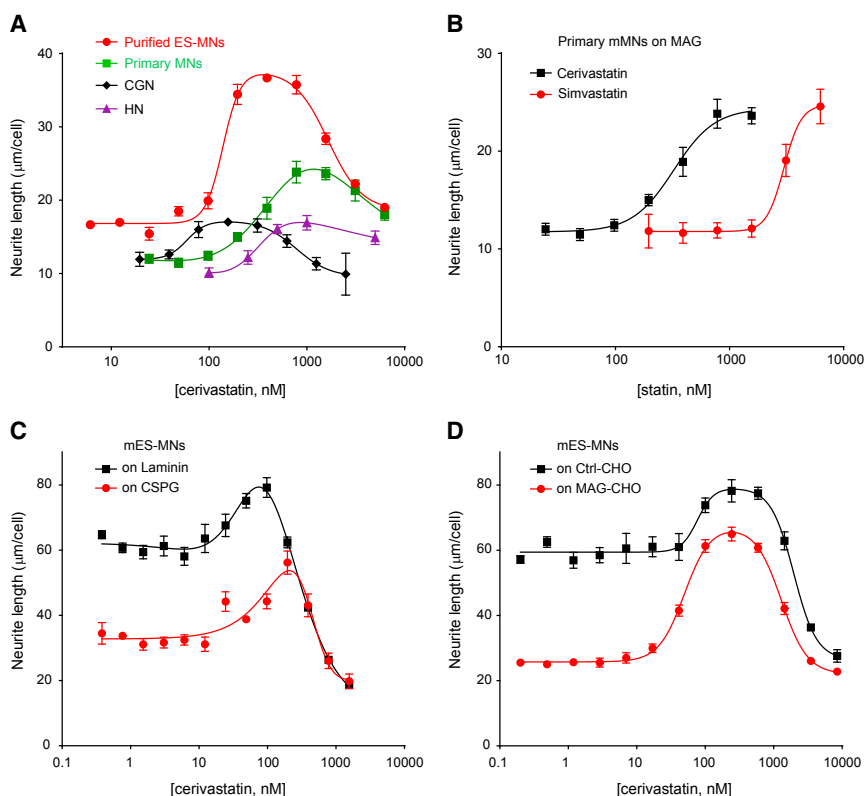 A
Purified ES-MNs
Primary MNs
CGN
HN
40
30
20
10
0
10
100
1000
10000
Neurite length (μm/cell)
[cerivastatin, nM]
B
Primary mMNs on MAG
Cerivastatin
Simvastatin
30
20
10
0
10
100
1000
10000
Neurite length (μm/cell)
[statin, nM]
C
mES-MNs
on Laminin
on CSPG
80
60
40
20
0
0.1
1
10
100
1000
10000
Neurite length (μm/cell)
[cerivastatin, nM]
D
mES-MNs
on Ctrl-CHO
on MAG-CHO
80
60
40
20
0
0.1
1
10
100
1000
10000
Neurite length (μm/cell)
[cerivastatin, nM]